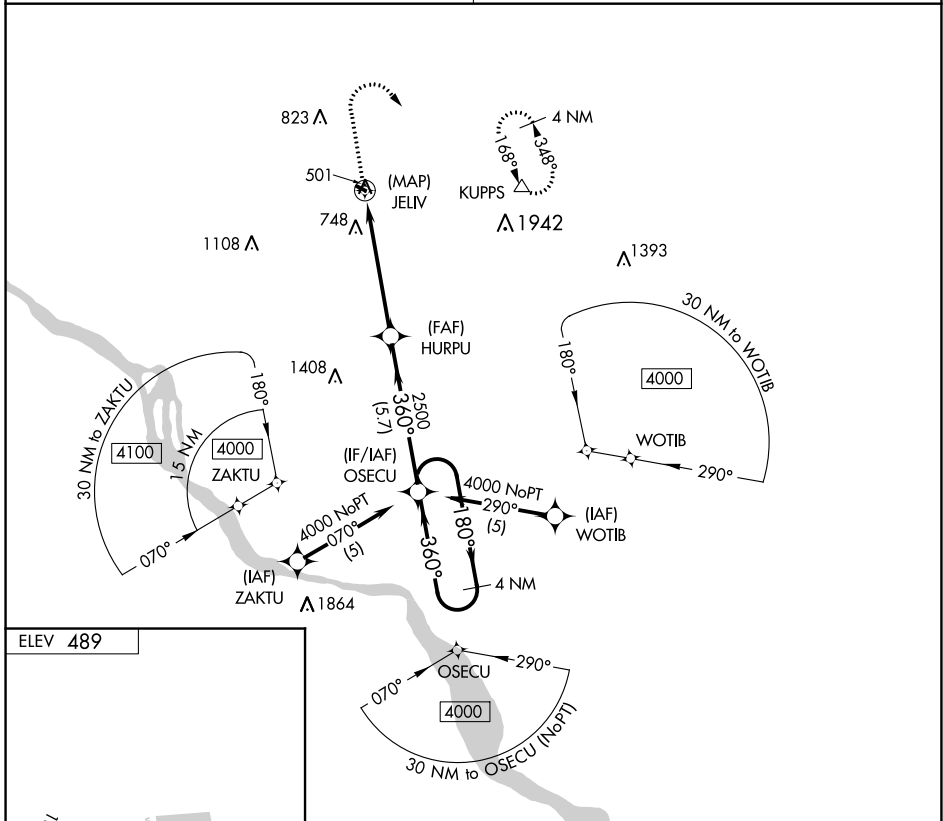 823
4 NM
168°
348°
501
(MAP)
JELIV
KUPPS
748
1942
1108
1393
(FAF)
HURPU
30 NM to WOTIB
180°
4000
WOTIB
290°
1408
2500
360°
(5.7)
30 NM to ZAKTU
4100
15 NM
4000
180°
ZAKTU
070°
(IF/IAF)
OSECU
4000 NoPT
290°
(5)
(IAF)
WOTIB
4000 NoPT
070°
(5)
180°
360°
4 NM
(IAF)
ZAKTU
1864
ELEV 489
OSECU
070°
290°
4000
30 NM to OSECU (NoPT)